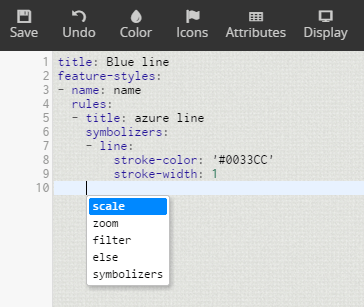 Save Undo Color Icons Attributes Display
1 title: Blue line
2 feature-styles:
3 - name: name
4 rules:
5 - title: azure line
6 symbolizers:
7 - line:
8 stroke-color: '#0033CC'
9 stroke-width: 1
10
scale
zoom
filter
else
symbolizers